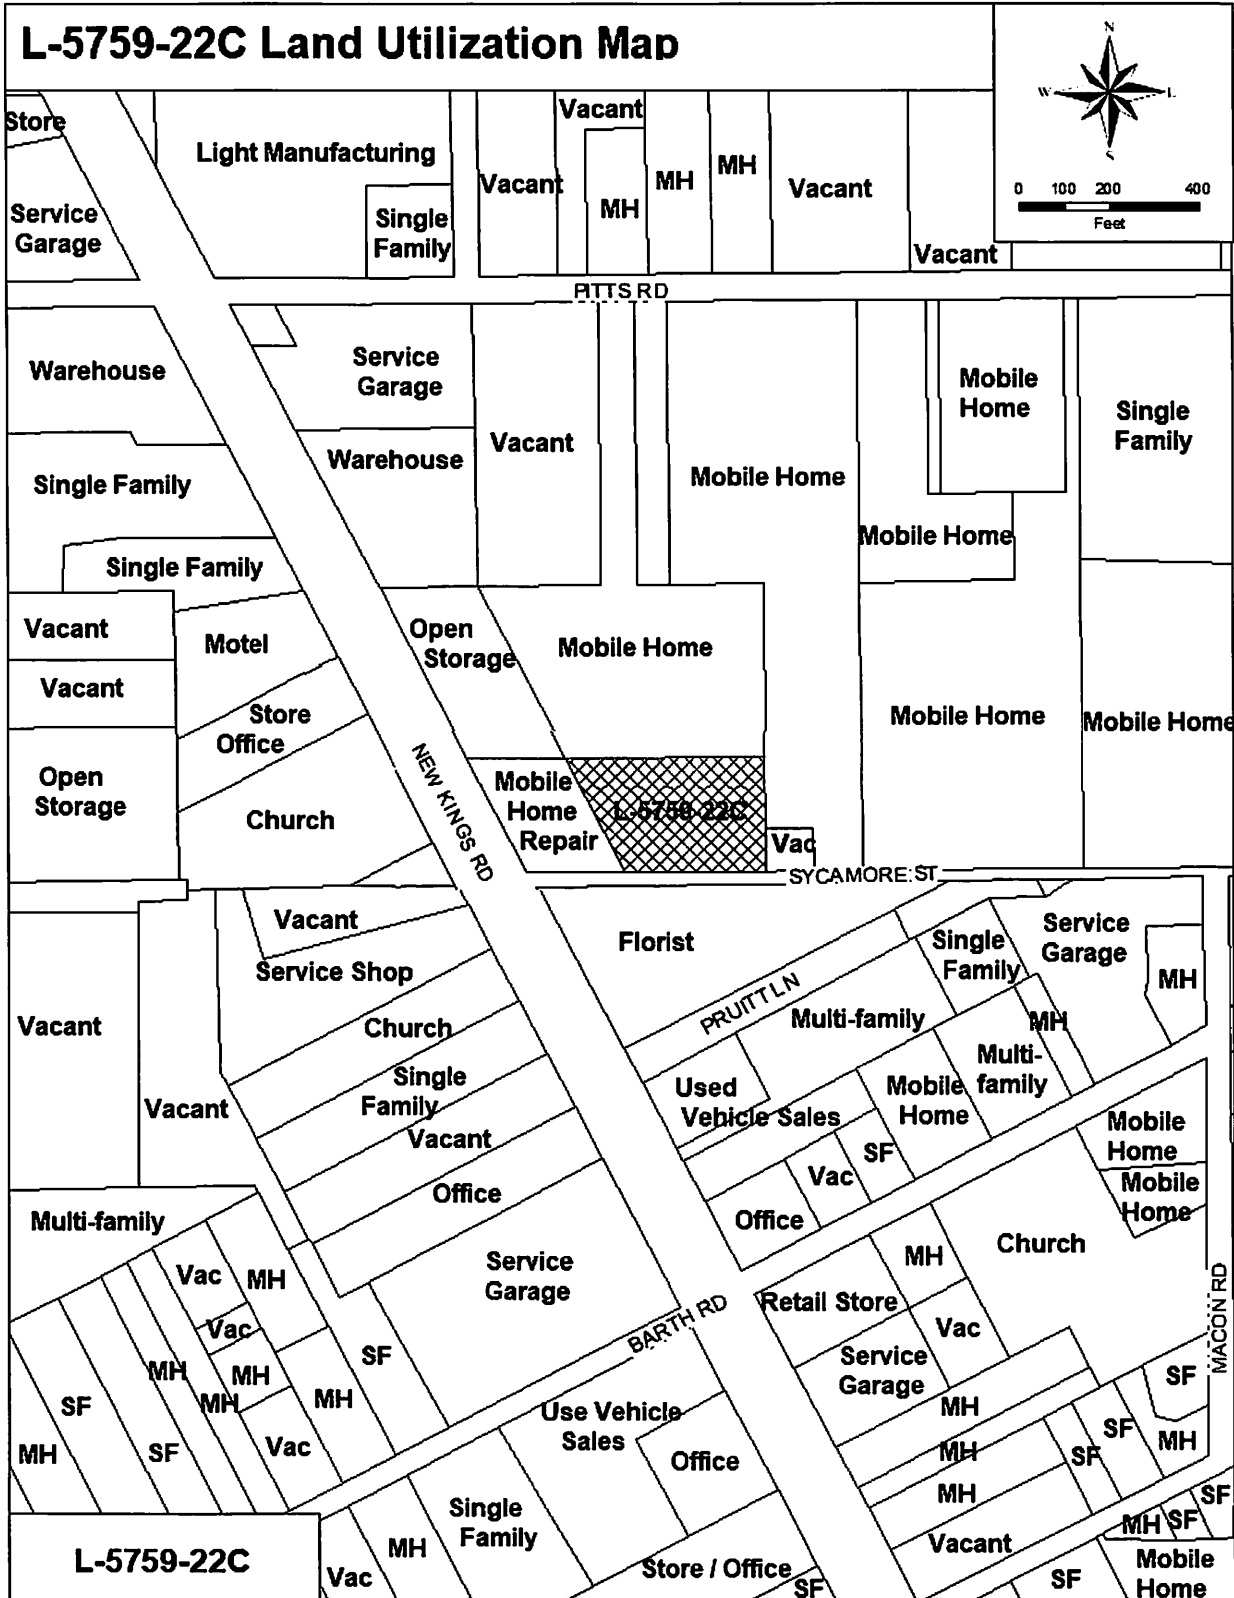 L-5759-22C Land Utilization Map
N
W
S
0 100 200 400
Feet
Store
Light Manufacturing
Vacant
Vacant
MH
MH
MH
Vacant
Vacant
Service
Garage
Single
Family
PITTS RD
Warehouse
Service
Garage
Vacant
Mobile
Home
Single
Family
Warehouse
Mobile Home
Single Family
Mobile Home
Single Family
Vacant
Motel
Open
Storage
Mobile Home
Vacant
Store
Office
Mobile Home
Mobile Home
Open
Storage
Church
NEW KINGS RD
Mobile
Home
Repair
L-5759-22C
Vac
SYCAMORE ST
Vacant
Service Shop
Florist
Single
Family
Service
Garage
MH
Vacant
Church
PRUITT LN
Multi-family
MH
Multi-
family
Single
Family
Used
Vehicle Sales
Mobile
Home
Vacant
Vacant
Mobile
Home
Office
Vac
SF
Mobile
Home
Multi-family
Office
Church
Service
Garage
MH
Vac
MH
Retail Store
Vac
BARTH RD
MACON RD
Vac
SF
Service
Garage
MH
MH
MH
MH
SF
SF
SF
MH
Vac
Use Vehicle
Sales
Office
MH
MH
SF
SF
MH
SF
MH
Single
Family
MH
Vacant
MH
SF
SF
L-5759-22C
Vac
Store / Office
SF
SF
Mobile
Home